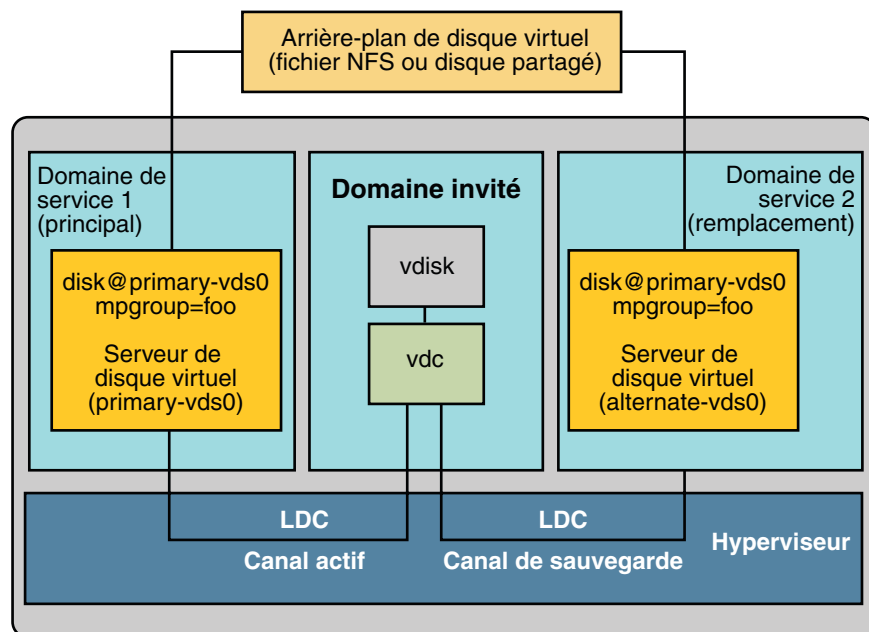 Arrière-plan de disque virtuel
(fichier NFS ou disque partagé)
Domaine de
service 1
(principal)
disk@primary-vds0
mpgroup=foo
Serveur de
disque virtuel
(primary-vds0)
Domaine invité
vdisk
vdc
Domaine de
service 2
(remplacement)
disk@primary-vds0
mpgroup=foo
Serveur de
disque virtuel
(alternate-vds0)
LDC
Canal actif
LDC
Canal de sauvegarde
Hyperviseur